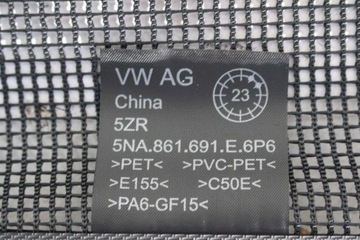 VW AG
23
China
5ZR
5NA.861.691.E.6P6
>PET< >PVC-PET<
>E155< >C50E<
>PA6-GF15<